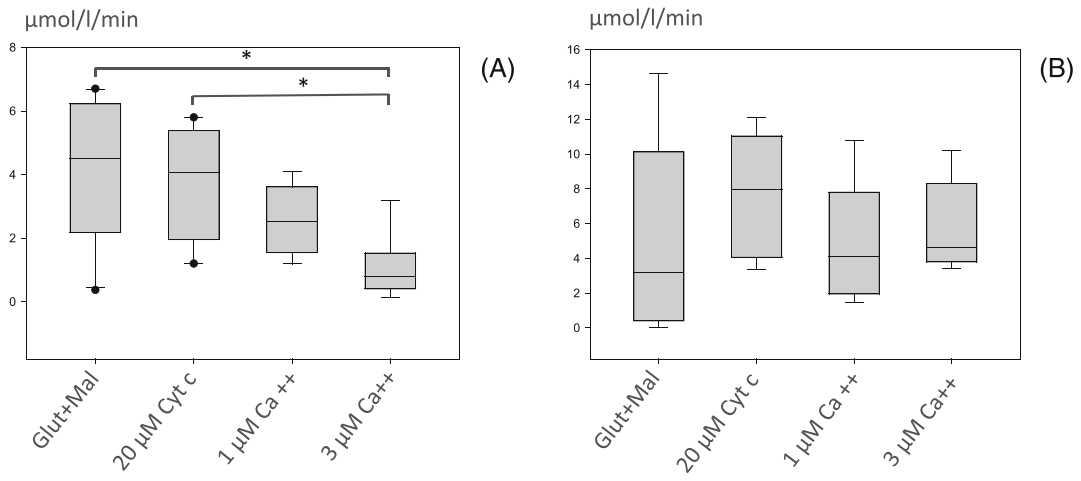 μmol/l/min
(A)
8
6
4
2
0
*
*
Glut+Mal
20 μM Cyt c
1 μM Ca ++
3 μM Ca++
μmol/l/min
(B)
16
14
12
10
8
6
4
2
0
Glut+Mal
20 μM Cyt c
1 μM Ca ++
3 μM Ca++